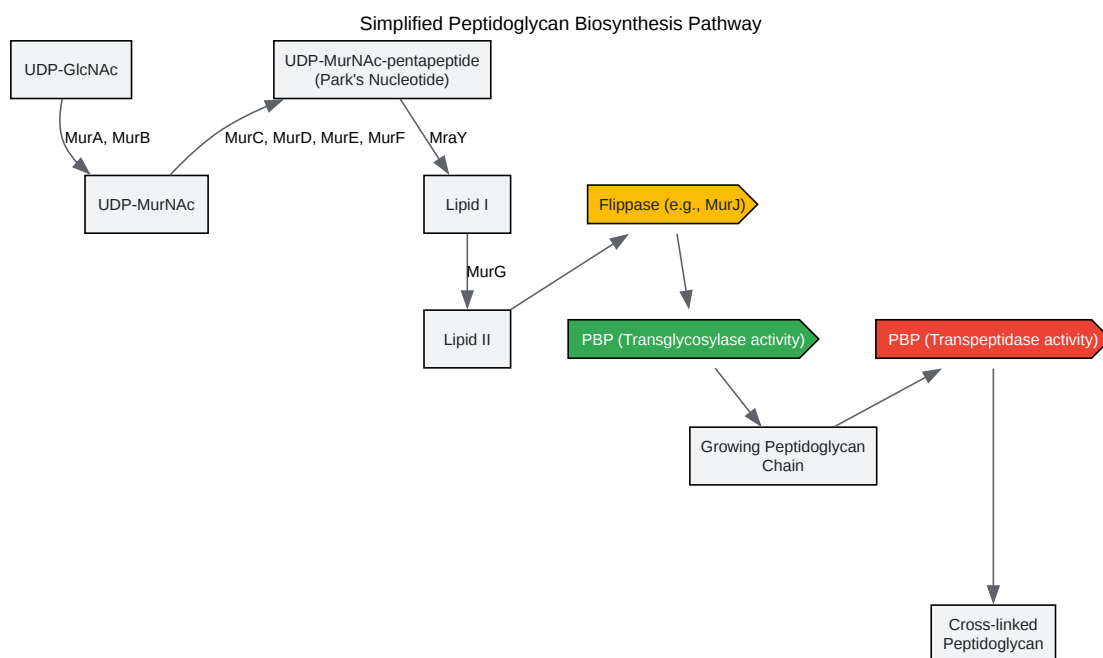 Simplified Peptidoglycan Biosynthesis Pathway
UDP-GlcNAc
UDP-MurNAc-pentapeptide
(Park's Nucleotide)
MurA, MurB
MurC, MurD, MurE, MurF
MraY
UDP-MurNAc
Lipid I
Flippase (e.g., MurJ)
MurG
Lipid II
PBP (Transglycosylase activity)
PBP (Transpeptidase activity)
Growing Peptidoglycan
Chain
Cross-linked
Peptidoglycan